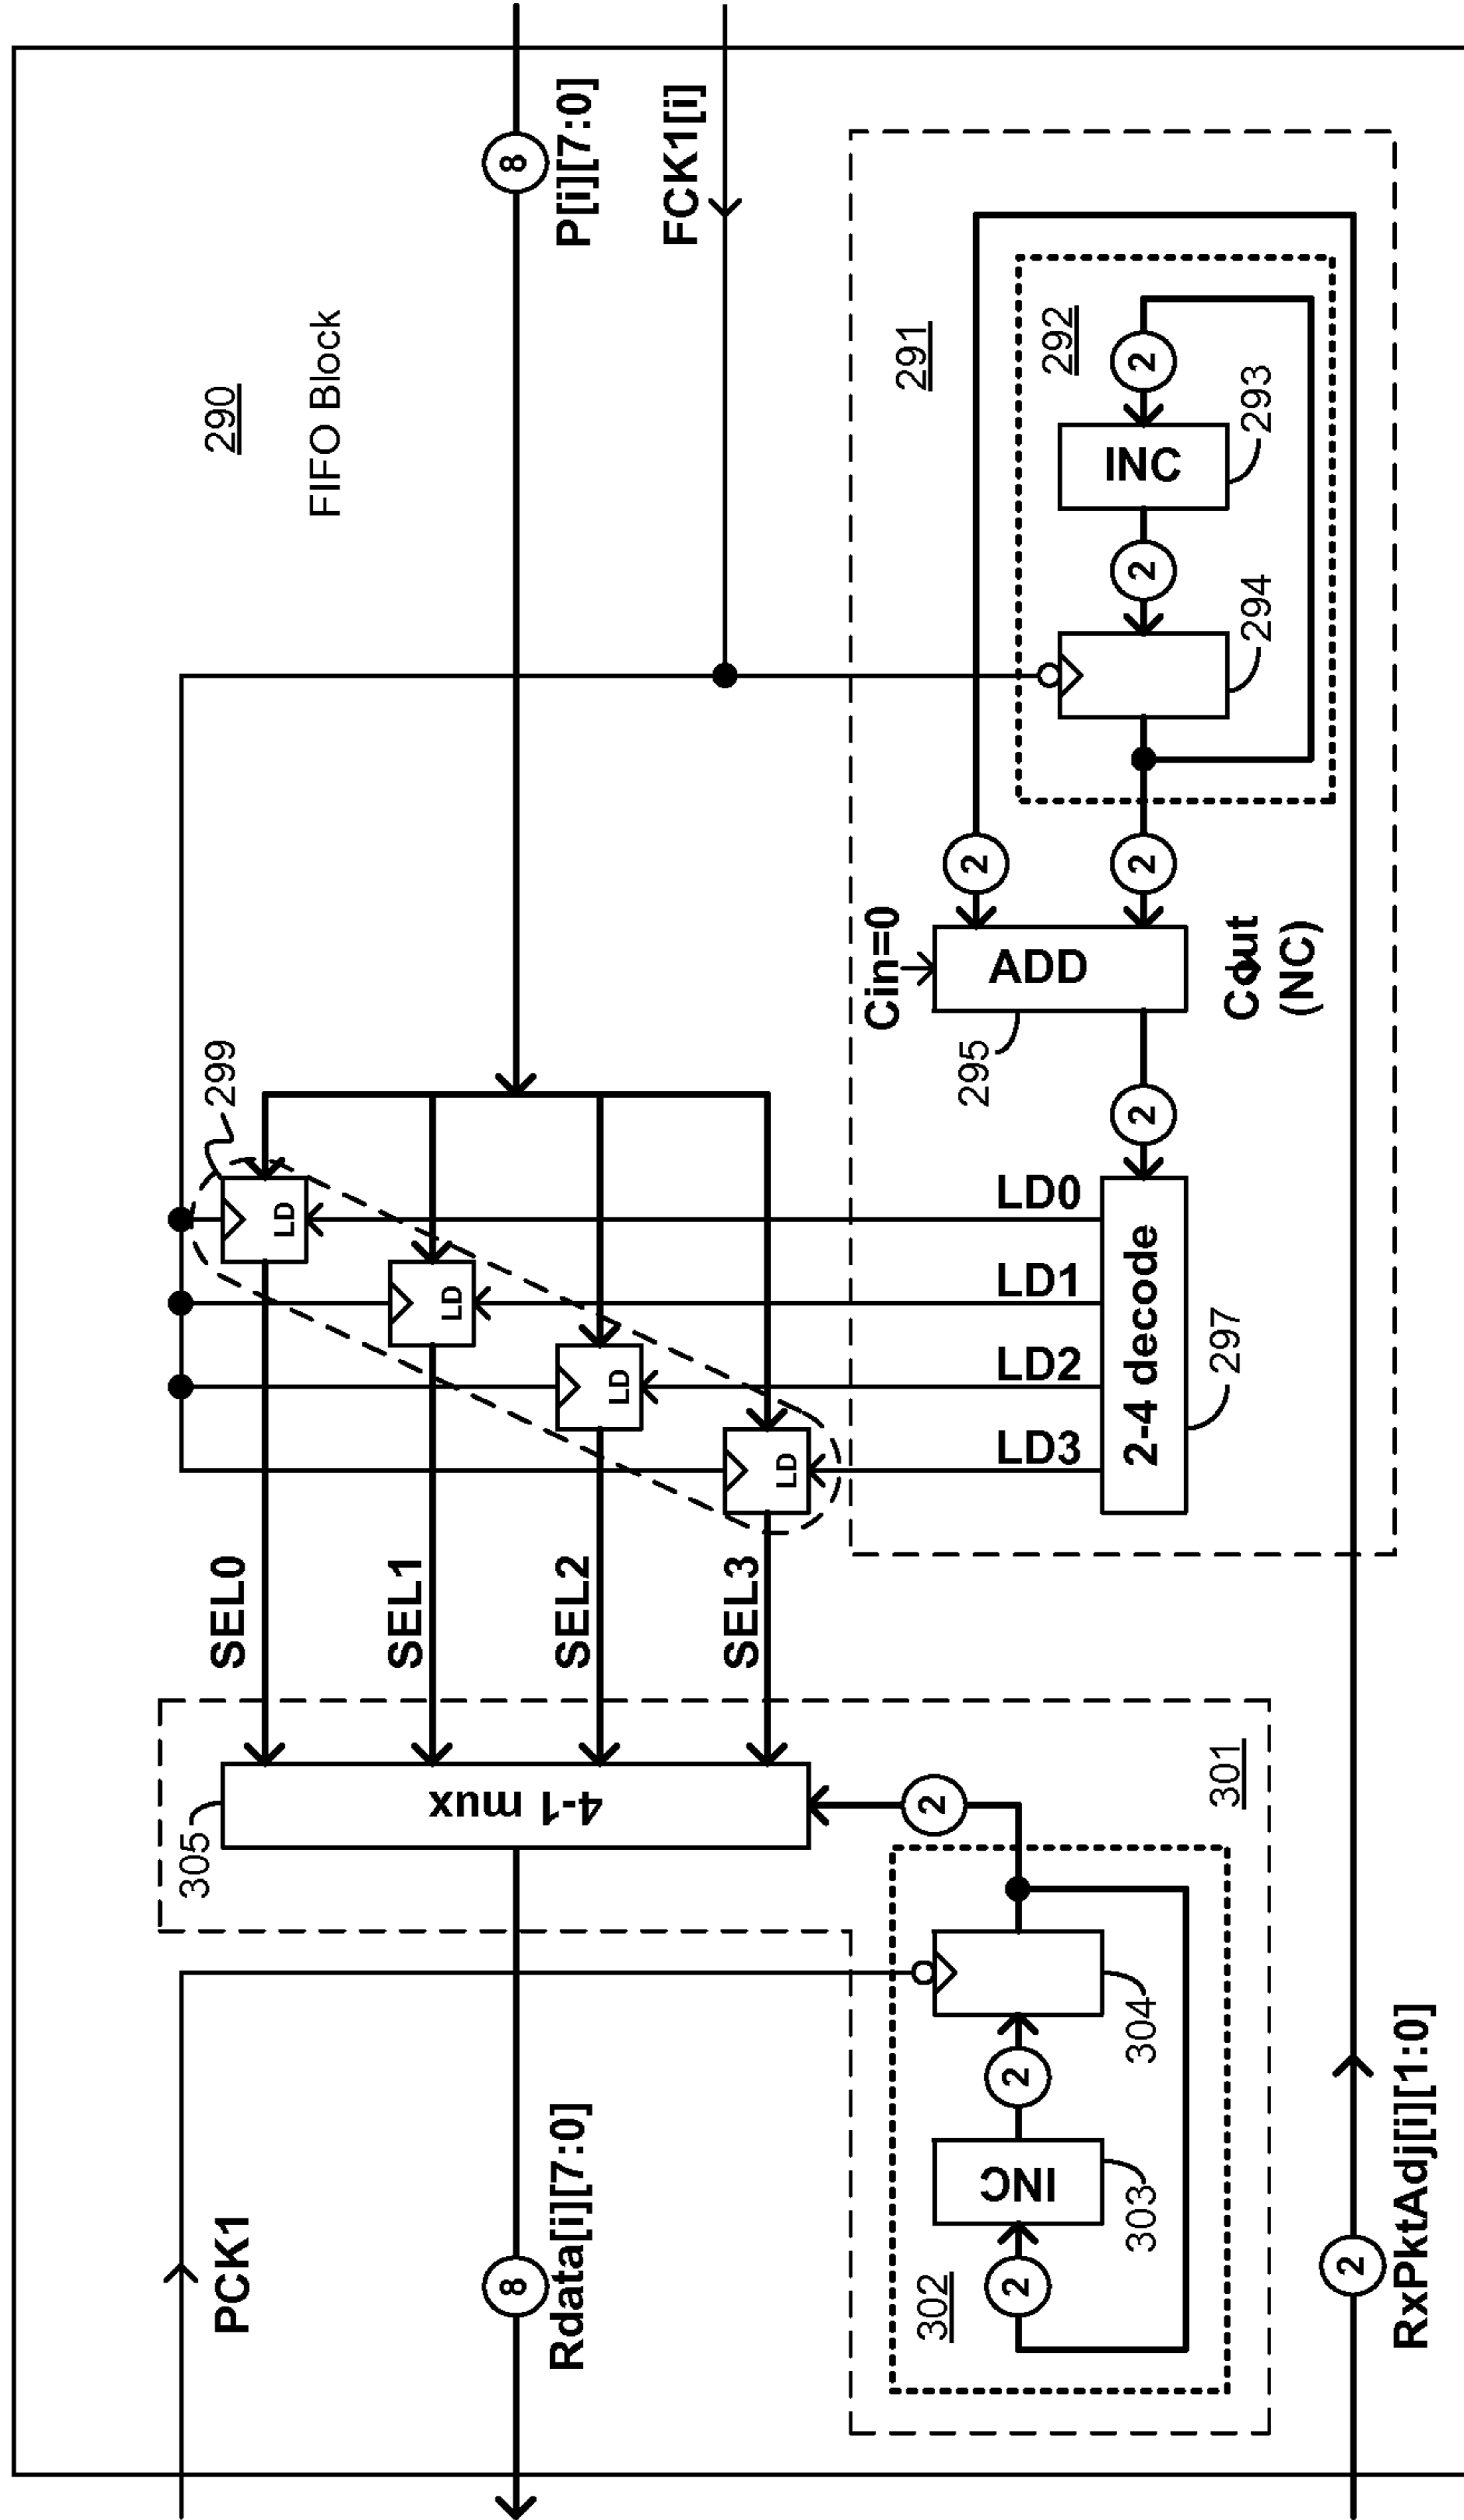 290
FIFO Block
PCK1
305
4-1 mux
SEL0
SEL1
SEL2
SEL3
299
LD
LD
LD
LD
8
P[i][7:0]
FCK1[i]
8
Rdata[i][7:0]
291
292
2
INC
293
2
294
2
2
Cin=0
ADD
295
Cout
(NC)
2
LD0
LD1
LD2
LD3
2-4 decode
297
301
2
302
2
INC
303
2
304
2
RxPktAdj[i][1:0]